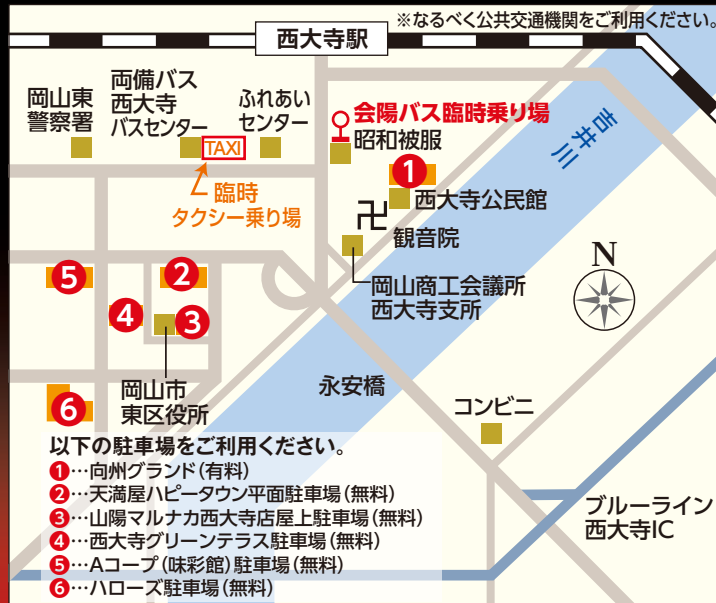 ※なるべく公共交通機関をご利用ください。
西大寺駅
岡山東
警察署
両備バス
西大寺
バスセンター
TAXI
臨時
タクシー乗り場
ふれあい
センター
会陽バス臨時乗り場
昭和被服
1
西大寺公民館
吉井川
卍
観音院
岡山商工会議所
西大寺支所
N
5
2
4
3
岡山市
東区役所
6
永安橋
コンビニ
ブルーライン
西大寺IC
以下の駐車場をご利用ください。
❶…向州グランド(有料)
❷…天満屋ハピータウン平面駐車場(無料)
❸…山陽マルナカ西大寺店屋上駐車場(無料)
❹…西大寺グリーンテラス駐車場(無料)
❺…Aコープ(味彩館)駐車場(無料)
❻…ハローズ駐車場(無料)